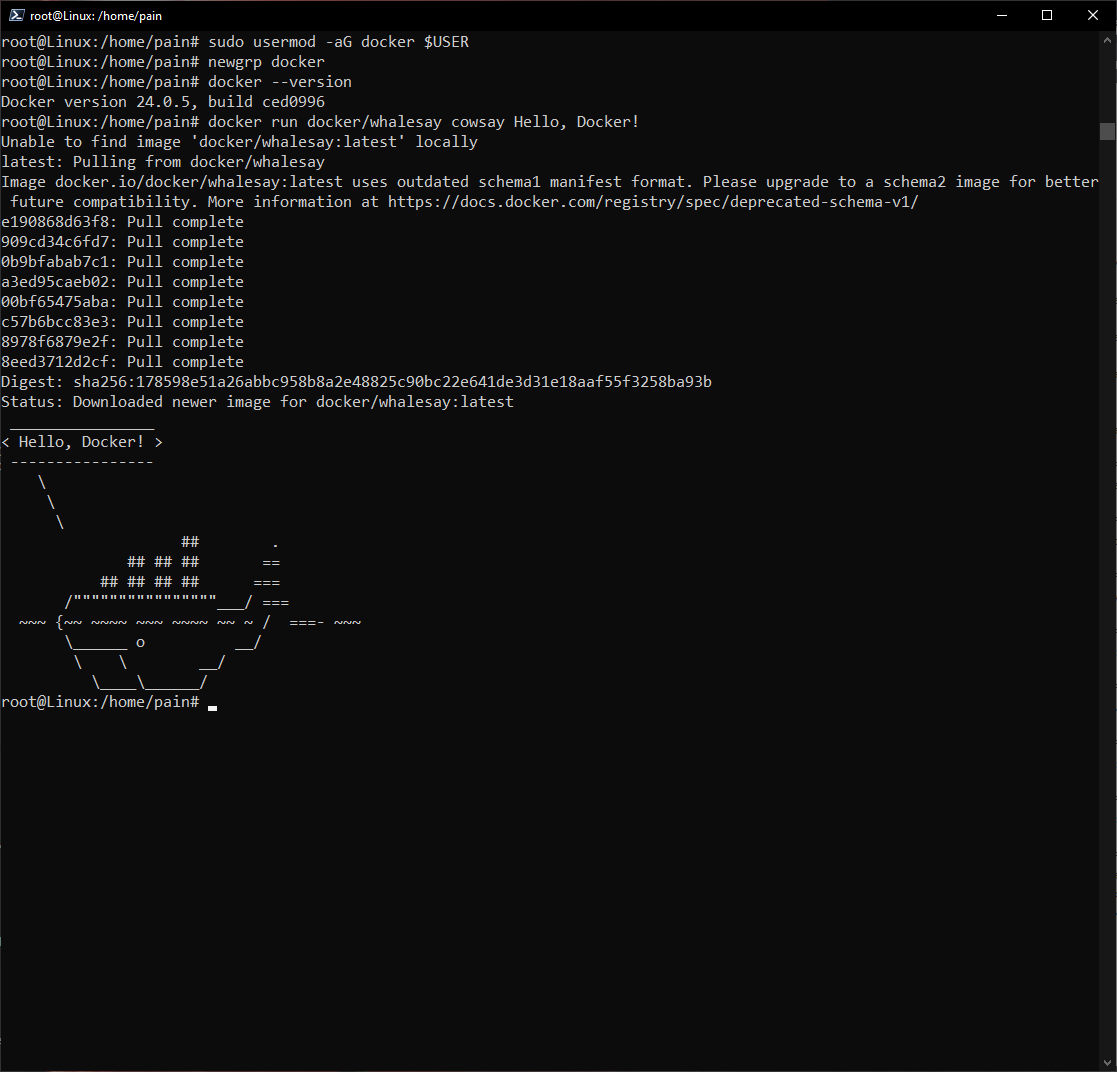 root@Linux: /home/pain
root@Linux:/home/pain# sudo usermod -aG docker $USER
root@Linux:/home/pain# newgrp docker
root@Linux:/home/pain# docker --version
Docker version 24.0.5, build ced0996
root@Linux:/home/pain# docker run docker/whalesay cowsay Hello, Docker!
Unable to find image 'docker/whalesay:latest' locally
latest: Pulling from docker/whalesay
Image docker.io/docker/whalesay:latest uses outdated schema1 manifest format. Please upgrade to a schema2 image for better
 future compatibility. More information at https://docs.docker.com/registry/spec/deprecated-schema-v1/
e190868d63f8: Pull complete
909cd34c6fd7: Pull complete
0b9bfabab7c1: Pull complete
a3ed95caeb02: Pull complete
00bf65475aba: Pull complete
c57b6bcc83e3: Pull complete
8978f6879e2f: Pull complete
8eed3712d2cf: Pull complete
Digest: sha256:178598e51a26abbc958b8a2e48825c90bc22e641de3d31e18aaf55f3258ba93b
Status: Downloaded newer image for docker/whalesay:latest
 ________________
< Hello, Docker! >
 ----------------
    \
     \
      \
                    ##        .
              ## ## ##       ==
           ## ## ## ##      ===
       /""""""""""""""""___/ ===
  ~~~ {~~ ~~~~ ~~~ ~~~~ ~~ ~ /  ===- ~~~
       \______ o          __/
        \    \        __/
          \____\______/
root@Linux:/home/pain#